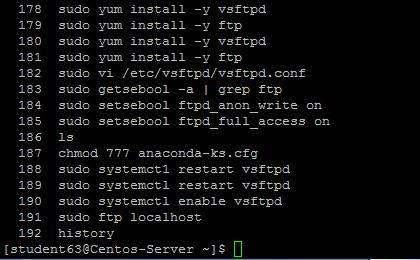 178 sudo yum install -y vsftpd
179 sudo yum install -y ftp
180 sudo yum install -y vsftpd
181 sudo yum install -y ftp
182 sudo vi /etc/vsftpd/vsftpd.conf
183 sudo getsebool -a | grep ftp
184 sudo setsebool ftpd_anon_write on
185 sudo setsebool ftpd_full_access on
186 ls
187 chmod 777 anaconda-ks.cfg
188 sudo systemct1 restart vsftpd
189 sudo systemctl restart vsftpd
190 sudo systemctl enable vsftpd
191 sudo ftp localhost
192 history
[student63@Centos-Server ~]$